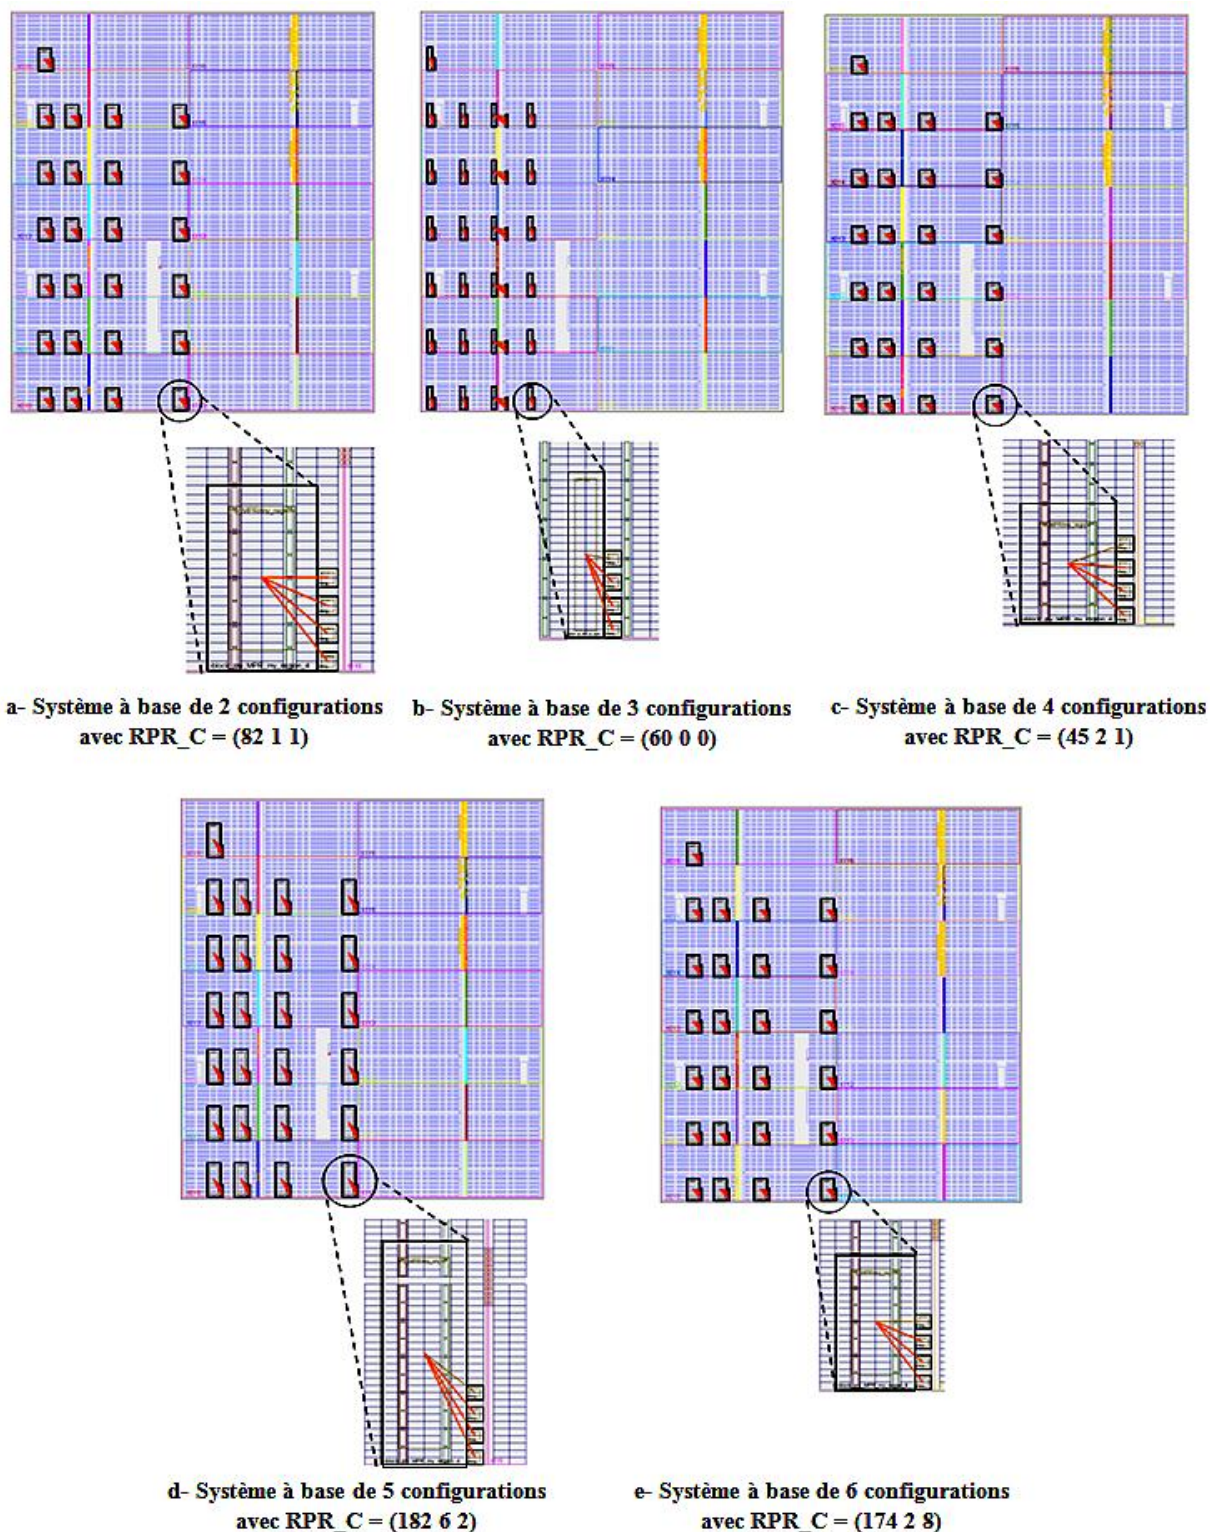 a- Système à base de 2 configurations
avec RPR_C = (82 1 1)
b- Système à base de 3 configurations
avec RPR_C = (60 0 0)
c- Système à base de 4 configurations
avec RPR_C = (45 2 1)
d- Système à base de 5 configurations
avec RPR_C = (182 6 2)
e- Système à base de 6 configurations
avec RPR_C = (174 2 8)